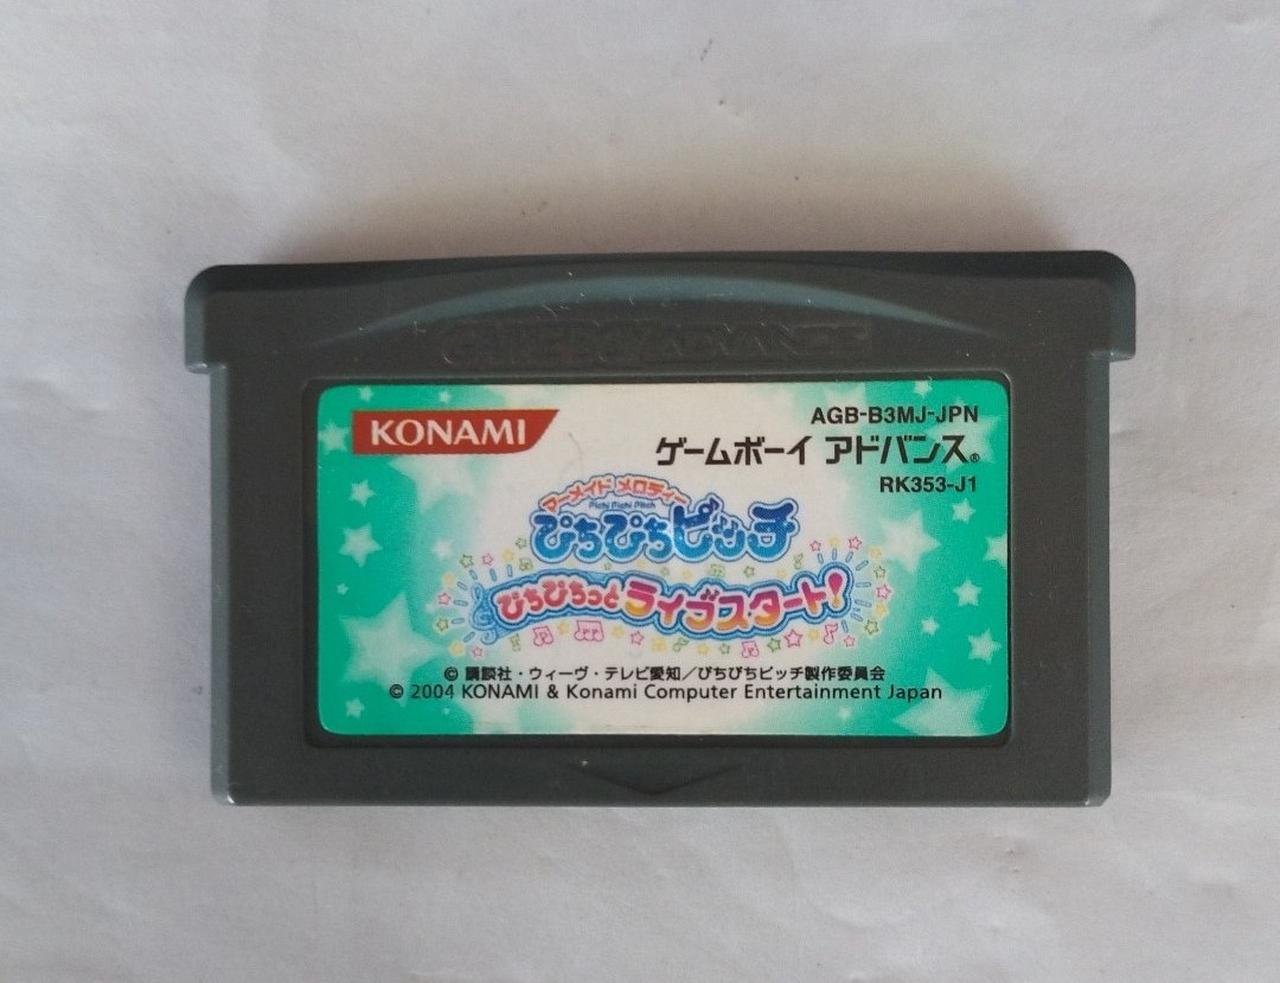 GAME BOY ADVANCE
KONAMI
AGB-B3MJ-JPN
ゲームボーイ アドバンス®
RK353-J1
マーメイド メロディー
Pichi Pichi Pitch
ぴちぴちピッチ
ぴちぴちっと ライブスタート!
© 講談社・ウィーヴ・テレビ愛知/ぴちぴちピッチ製作委員会
© 2004 KONAMI & Konami Computer Entertainment Japan